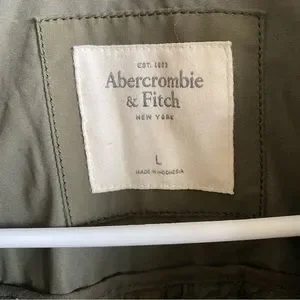 EST. 1892
Abercrombie
& Fitch
NEW YORK
L
MADE IN INDONESIA